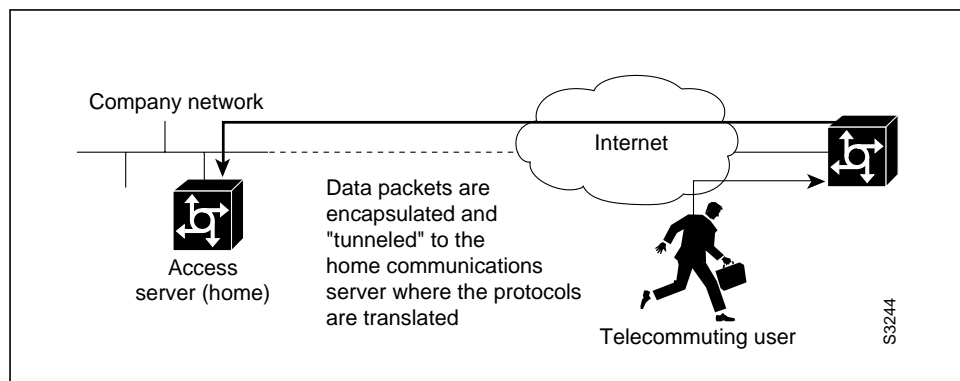 Company network
Internet
Data packets are
encapsulated and
"tunneled" to the
home communications
server where the protocols
are translated
Access
server (home)
Telecommuting user
S3244